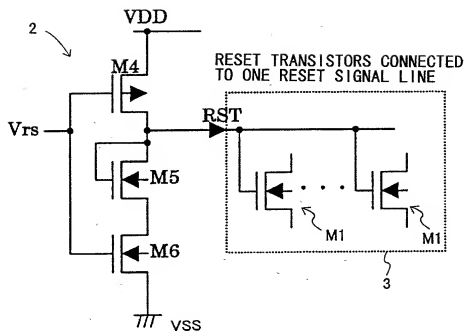 2
VDD
M4
RESET TRANSISTORS CONNECTED
TO ONE RESET SIGNAL LINE
Vrs
RST
M5
M1
M1
M6
3
VSS